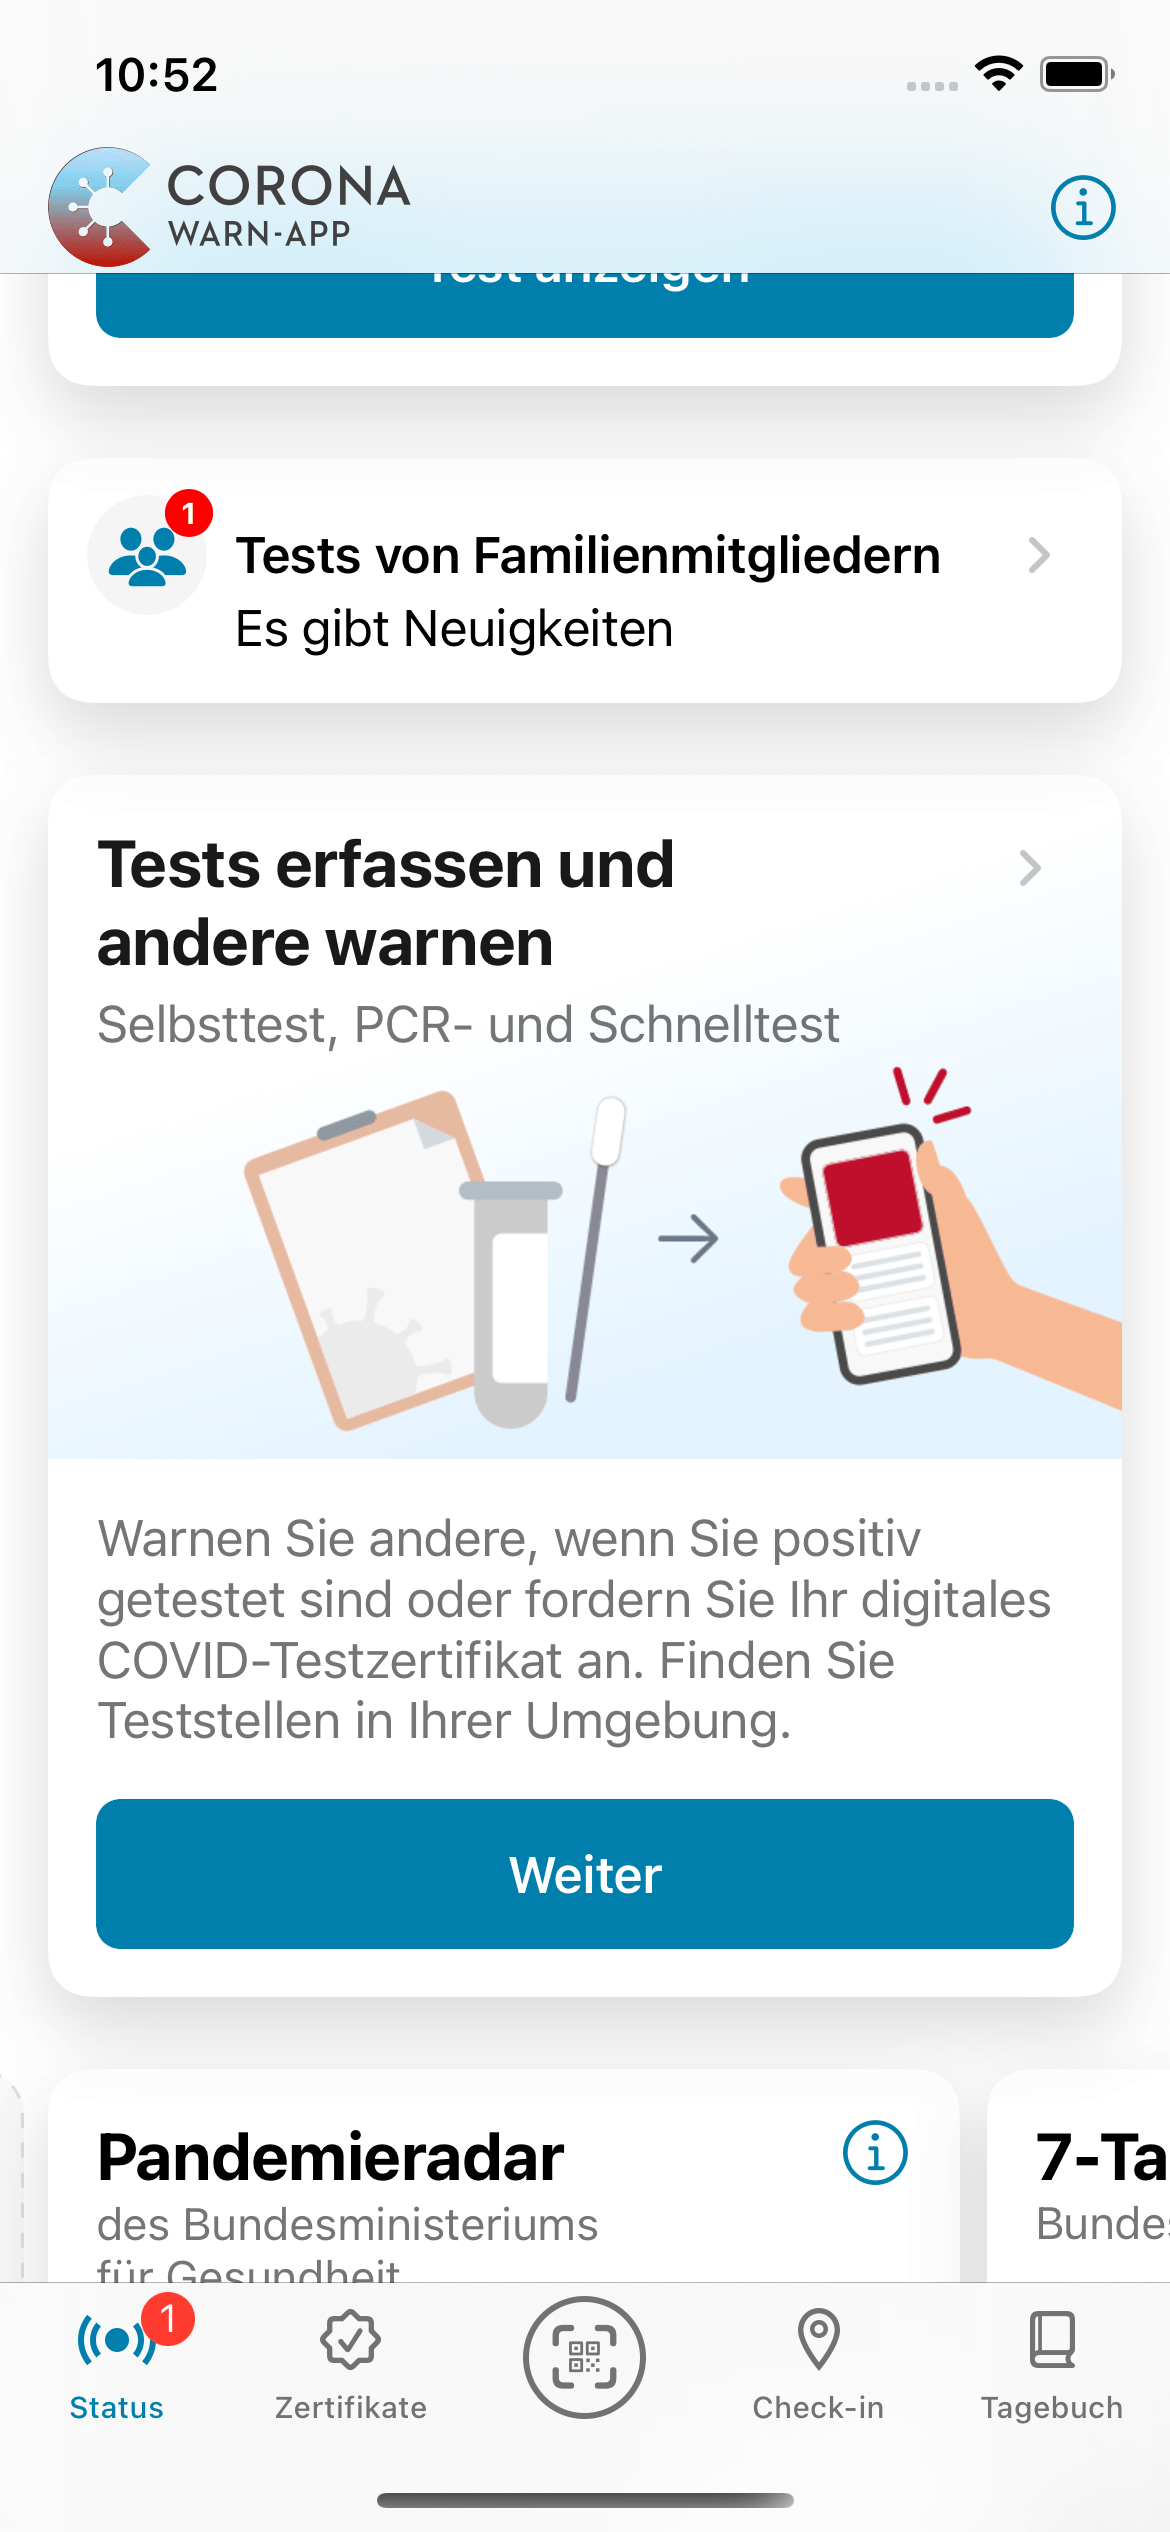 10:52
CORONA
WARN-APP
Test anzeigen
1
Tests von Familienmitgliedern
Es gibt Neuigkeiten
Tests erfassen und
andere warnen
Selbsttest, PCR- und Schnelltest
Warnen Sie andere, wenn Sie positiv
getestet sind oder fordern Sie Ihr digitales
COVID-Testzertifikat an. Finden Sie
Teststellen in Ihrer Umgebung.
Weiter
Pandemieradar
des Bundesministeriums
für Gesundheit
7-Ta
Bundes
1
Status
Zertifikate
Check-in
Tagebuch